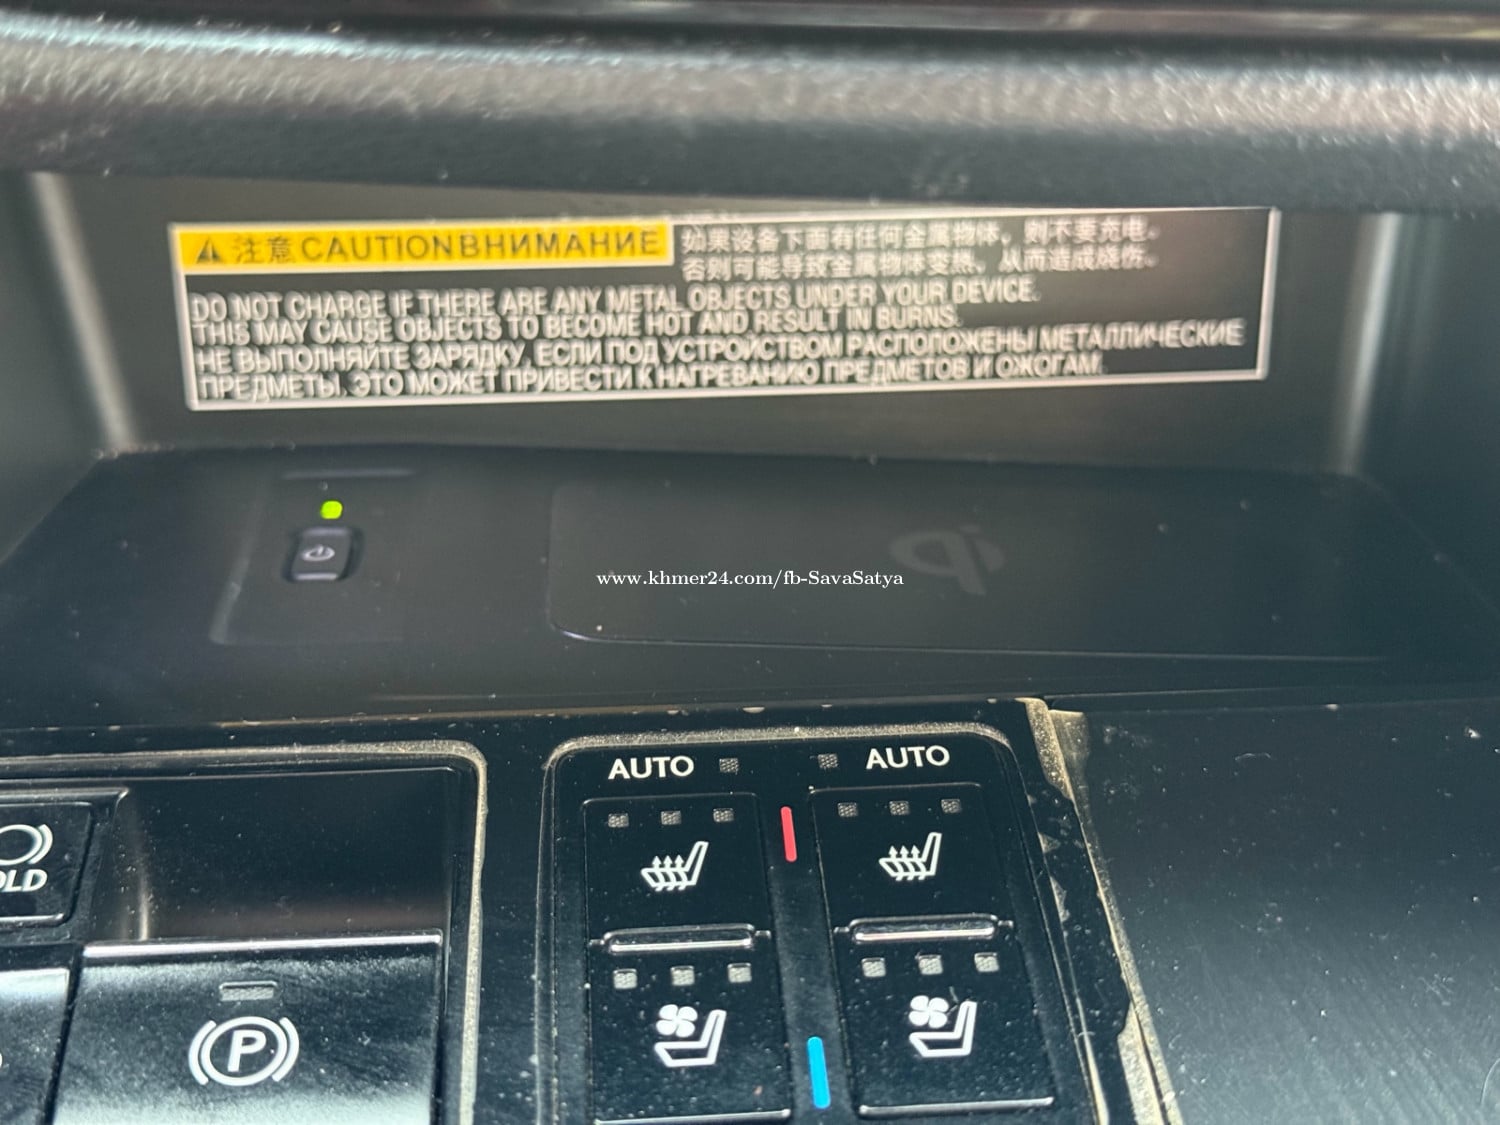 注意 CAUTION ВНИМАНИЕ
如果设备下面有任何金属物体，则不要充电。
否则可能导致金属物体变热，从而造成烧伤。
DO NOT CHARGE IF THERE ARE ANY METAL OBJECTS UNDER YOUR DEVICE.
THIS MAY CAUSE OBJECTS TO BECOME HOT AND RESULT IN BURNS.
НЕ ВЫПОЛНЯЙТЕ ЗАРЯДКУ, ЕСЛИ ПОД УСТРОЙСТВОМ РАСПОЛОЖЕНЫ МЕТАЛЛИЧЕСКИЕ
ПРЕДМЕТЫ. ЭТО МОЖЕТ ПРИВЕСТИ К НАГРЕВАНИЮ ПРЕДМЕТОВ И ОЖОГАМ.
qi
www.khmer24.com/fb-SavaSatya
AUTO AUTO
OLD
P